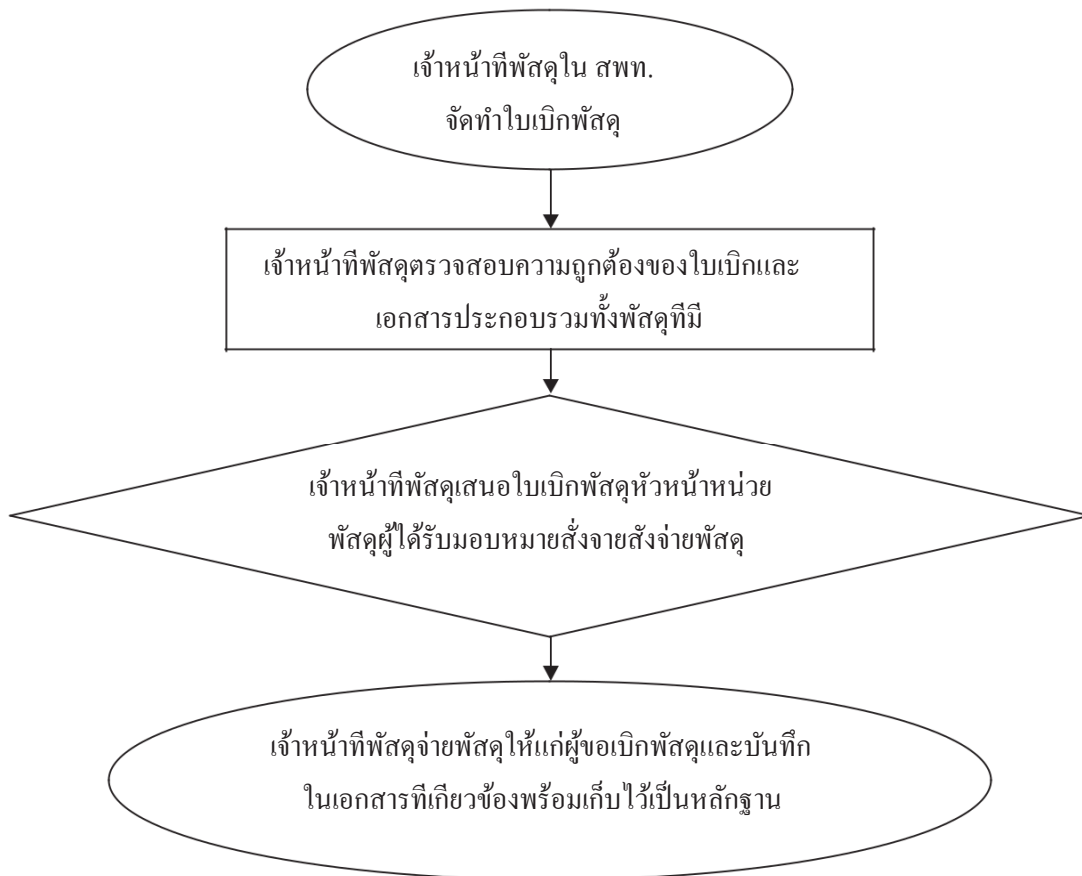 เจ้าหน้าทีพัสดุใน สพท.
จัดทำใบเบิกพัสดุ
เจ้าหน้าทีพัสดุตรวจสอบความถูกต้องของใบเบิกและ
เอกสารประกอบรวมทั้งพัสดุทีมี
เจ้าหน้าทีพัสดุเสนอใบเบิกพัสดุหัวหน้าหน่วย
พัสดุผู้ได้รับมอบหมายสั่งจายสังจ่ายพัสดุ
เจ้าหน้าทีพัสดุจ่ายพัสดุให้แก่ผู้ขอเบิกพัสดุและบันทึก
ในเอกสารทีเกียวข้องพร้อมเก็บไว้เป็นหลักฐาน